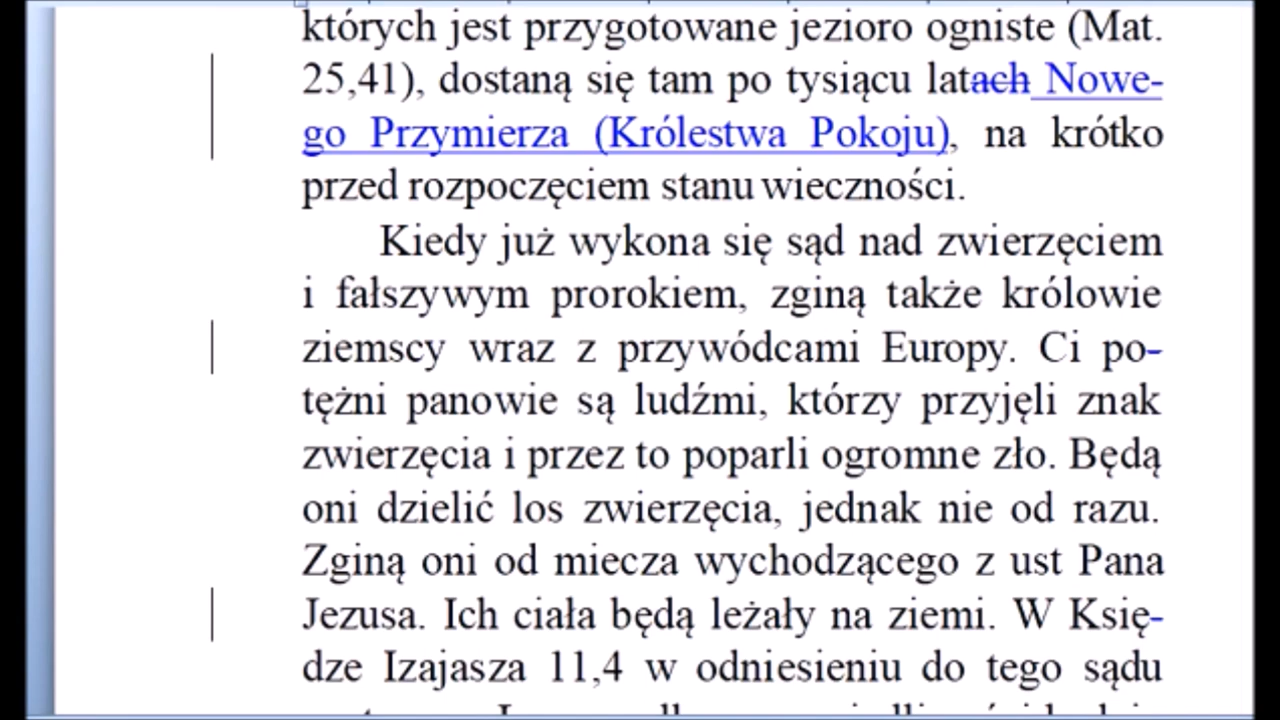 których jest przygotowane jezioro ogniste (Mat.
25,41), dostaną się tam po tysiącu latach Nowe-
go Przymierza (Królestwa Pokoju), na krótko
przed rozpoczęciem stanu wieczności.
Kiedy już wykona się sąd nad zwierzęciem
i fałszywym prorokiem, zginą także królowie
ziemscy wraz z przywódcami Europy. Ci po-
tężni panowie są ludźmi, którzy przyjęli znak
zwierzęcia i przez to poparli ogromne zło. Będą
oni dzielić los zwierzęcia, jednak nie od razu.
Zginą oni od miecza wychodzącego z ust Pana
Jezusa. Ich ciała będą leżały na ziemi. W Księ-
dze Izajasza 11,4 w odniesieniu do tego sądu